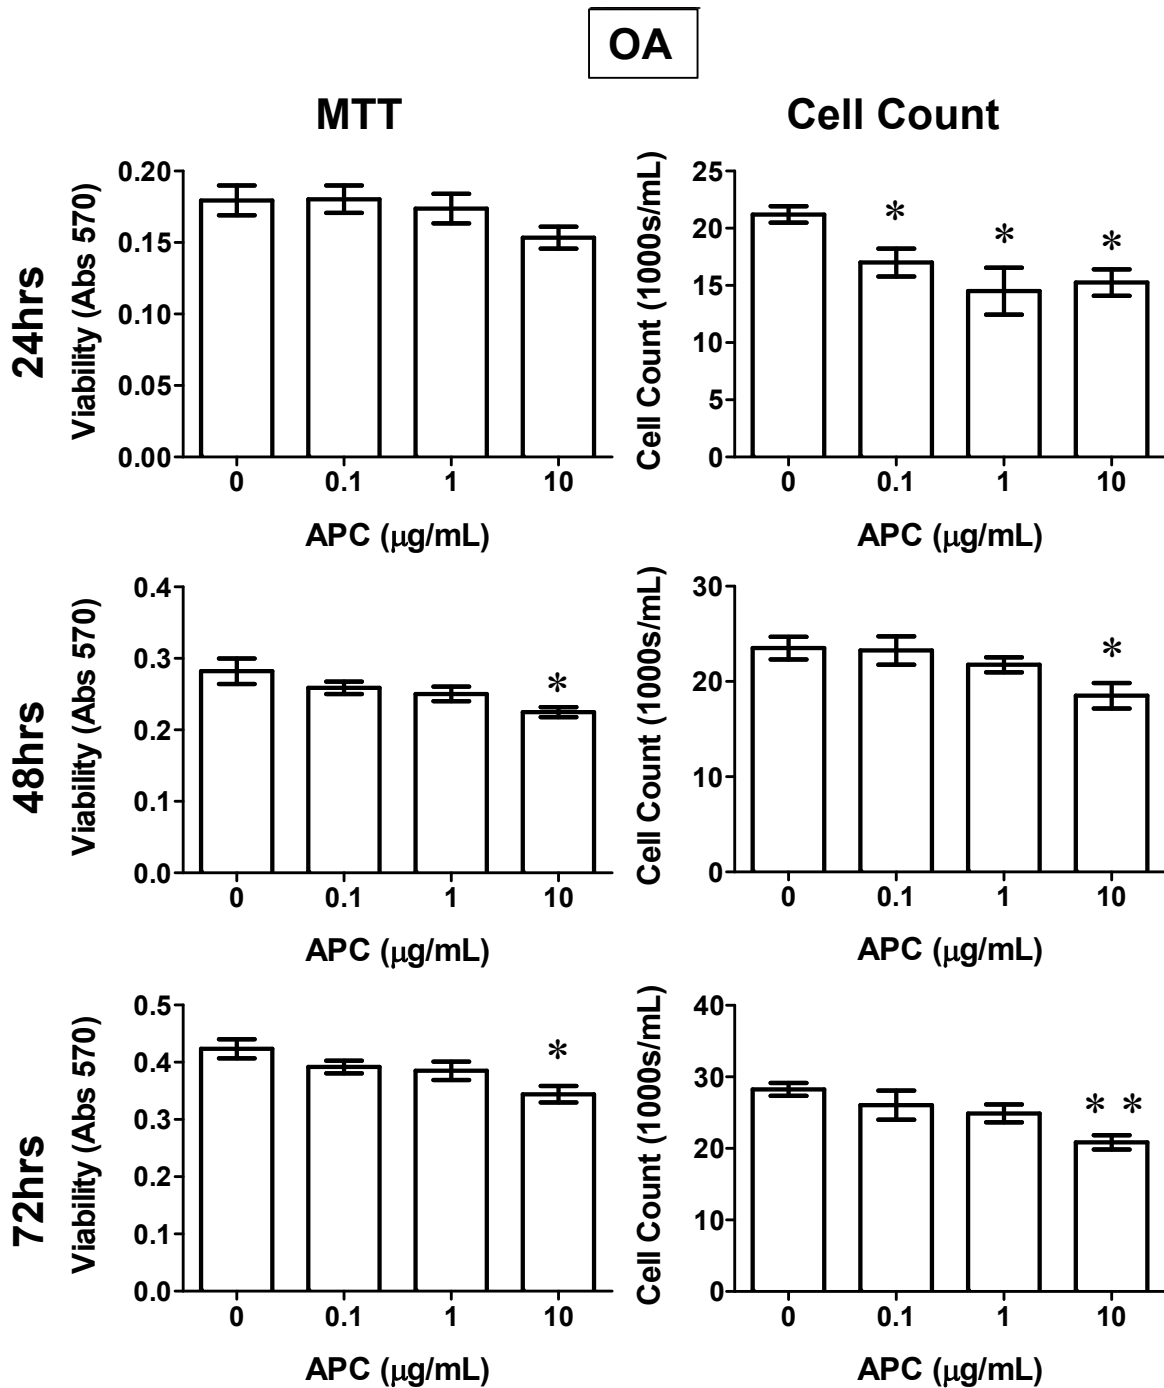 OA
MTT
Cell Count
24hrs
Viability (Abs 570)
0.20
0.15
0.10
0.05
0.00
0 0.1 1 10
APC (µg/mL)
Cell Count (1000s/mL)
25
20
15
10
5
0
* * *
0 0.1 1 10
APC (µg/mL)
48hrs
Viability (Abs 570)
0.4
0.3
0.2
0.1
0.0
*
0 0.1 1 10
APC (µg/mL)
Cell Count (1000s/mL)
30
20
10
0
*
0 0.1 1 10
APC (µg/mL)
72hrs
Viability (Abs 570)
0.5
0.4
0.3
0.2
0.1
0.0
*
0 0.1 1 10
APC (µg/mL)
Cell Count (1000s/mL)
40
30
20
10
0
* *
0 0.1 1 10
APC (µg/mL)